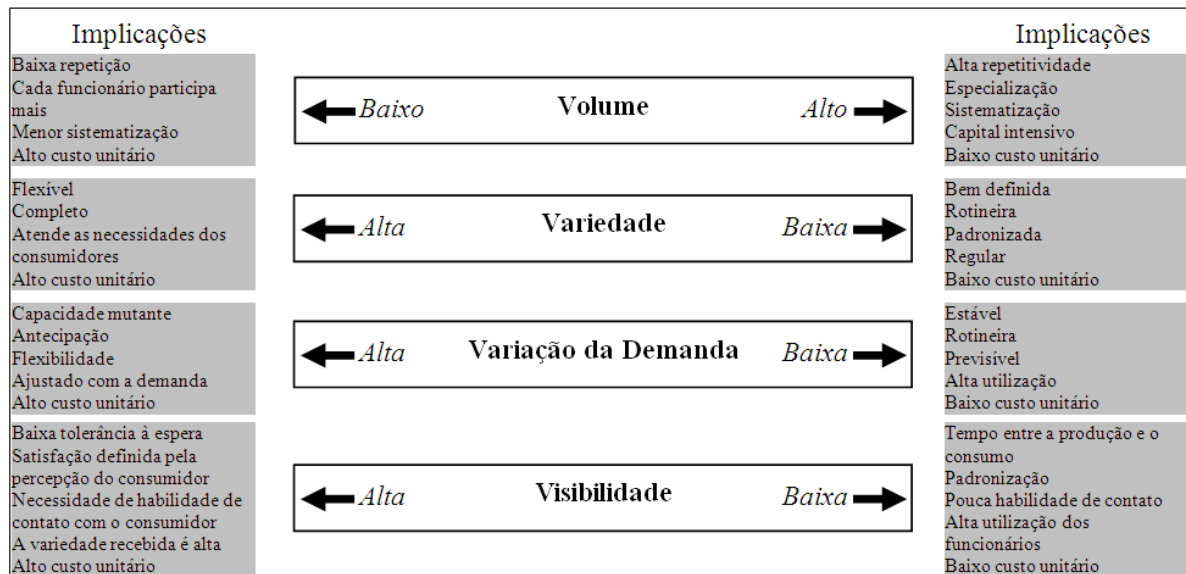 Implicações
Baixa repetição
Cada funcionário participa
mais
Menor sistematização
Alto custo unitário
Baixo Volume Alto
Implicações
Alta repetitividade
Especialização
Sistematização
Capital intensivo
Baixo custo unitário
Flexível
Completo
Atende as necessidades dos
consumidores
Alto custo unitário
Alta Variedade Baixa
Bem definida
Rotineira
Padronizada
Regular
Baixo custo unitário
Capacidade mutante
Antecipação
Flexibilidade
Ajustado com a demanda
Alto custo unitário
Alta Variação da Demanda Baixa
Estável
Rotineira
Previsível
Alta utilização
Baixo custo unitário
Baixa tolerância à espera
Satisfação definida pela
percepção do consumidor
Necessidade de habilidade de
contato com o consumidor
A variedade recebida é alta
Alto custo unitário
Alta Visibilidade Baixa
Tempo entre a produção e o
consumo
Padronização
Pouca habilidade de contato
Alta utilização dos
funcionários
Baixo custo unitário